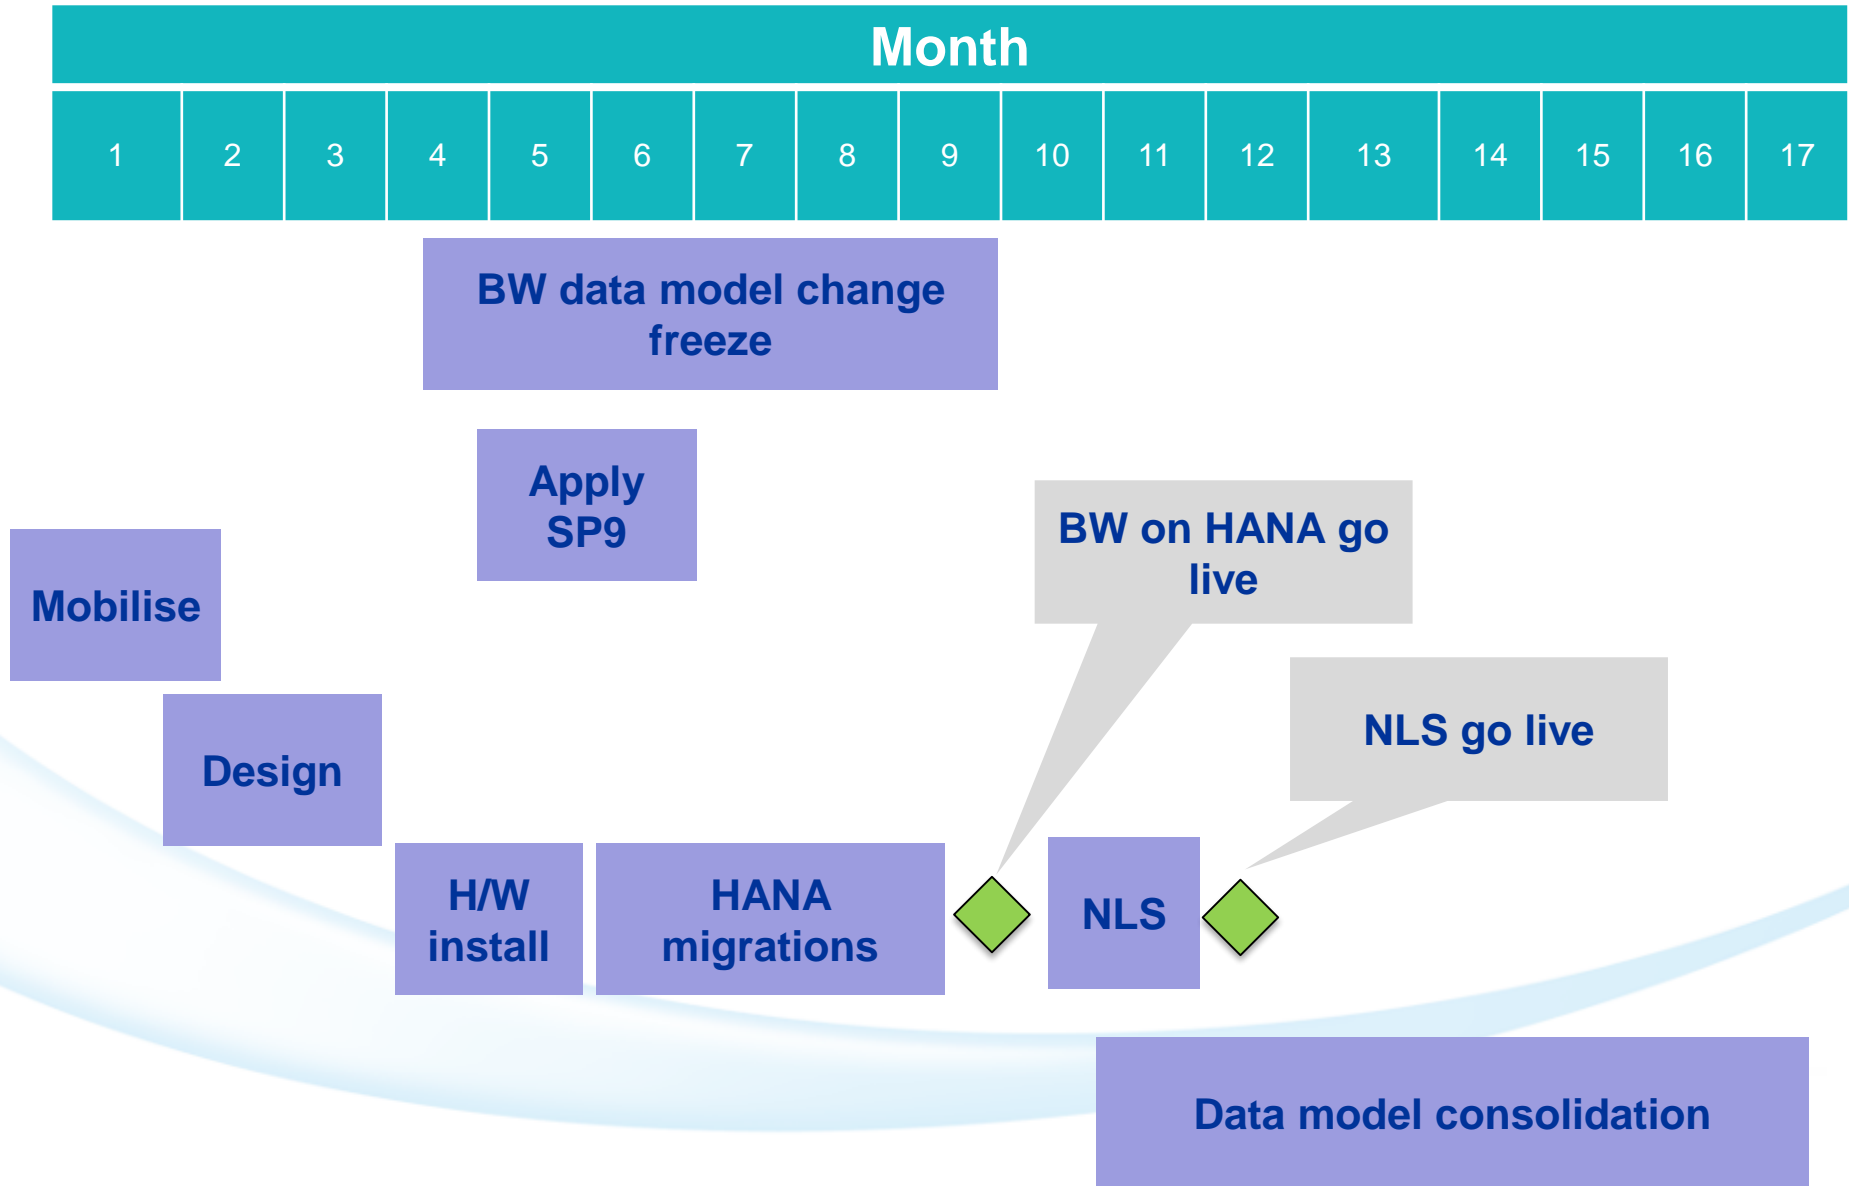 Month
1 2 3 4 5 6 7 8 9 10 11 12 13 14 15 16 17
BW data model change
freeze
Apply
SP9
BW on HANA go
live
Mobilise
NLS go live
Design
H/W
install
HANA
migrations
NLS
Data model consolidation